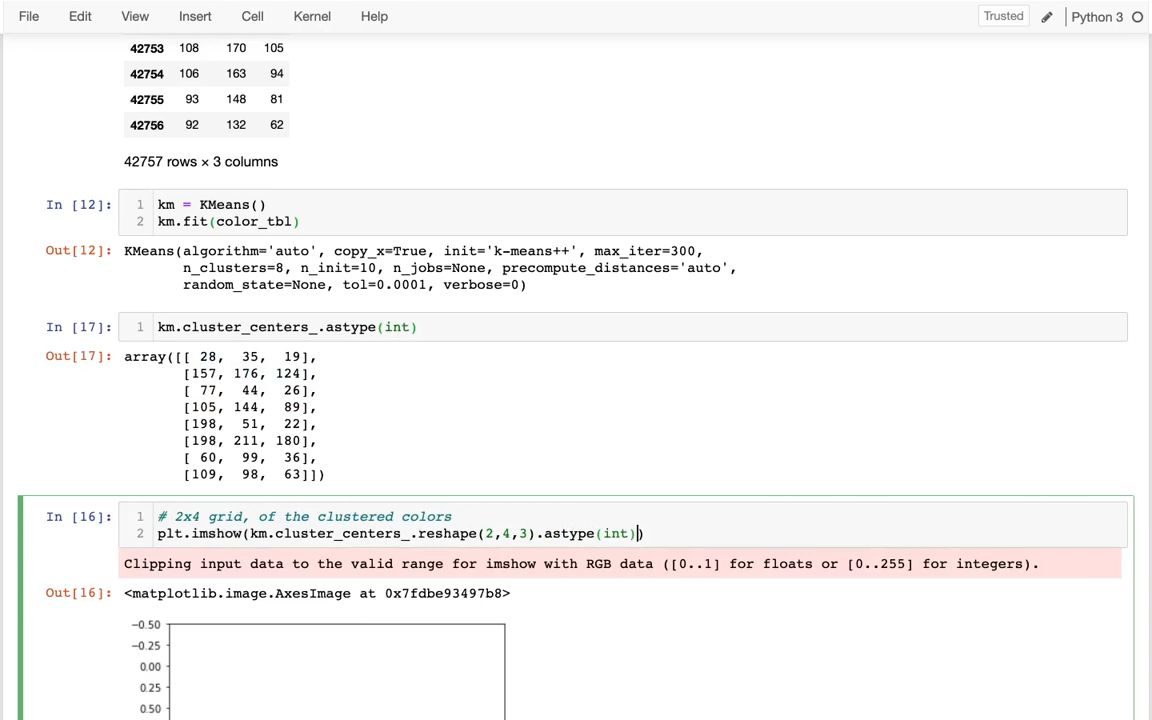 File Edit View Insert Cell Kernel Help Trusted Python 3
42753 108 170 105
42754 106 163 94
42755 93 148 81
42756 92 132 62
42757 rows × 3 columns
In [12]: 1 km = KMeans()
2 km.fit(color_tbl)
Out[12]: KMeans(algorithm='auto', copy_x=True, init='k-means++', max_iter=300,
n_clusters=8, n_init=10, n_jobs=None, precompute_distances='auto',
random_state=None, tol=0.0001, verbose=0)
In [17]: 1 km.cluster_centers_.astype(int)
Out[17]: array([[ 28, 35, 19],
[157, 176, 124],
[ 77, 44, 26],
[105, 144, 89],
[198, 51, 22],
[198, 211, 180],
[ 60, 99, 36],
[109, 98, 63]])
In [16]: 1 # 2x4 grid, of the clustered colors
2 plt.imshow(km.cluster_centers_.reshape(2,4,3).astype(int))
Clipping input data to the valid range for imshow with RGB data ([0..1] for floats or [0..255] for integers).
Out[16]: <matplotlib.image.AxesImage at 0x7fdbe93497b8>
−0.50
−0.25
0.00
0.25
0.50